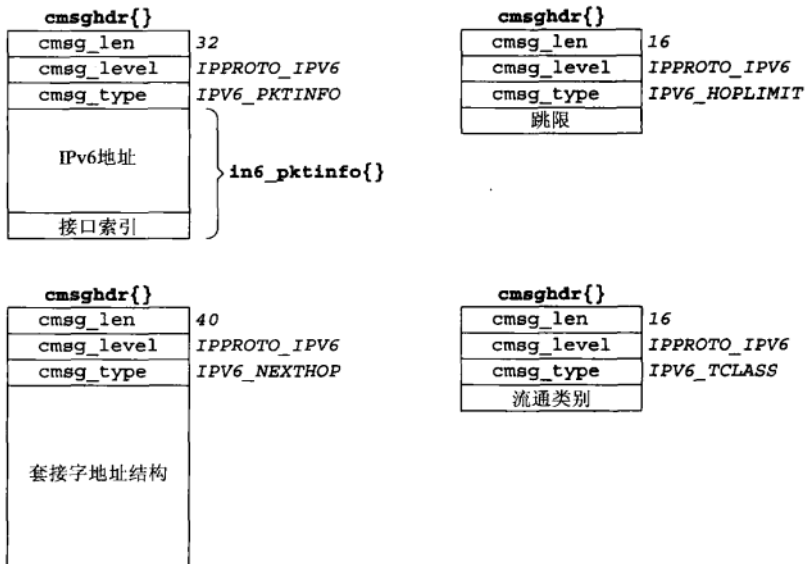 cmsghdr{}
cmsg_len 32
cmsg_level IPPROTO_IPV6
cmsg_type IPV6_PKTINFO
IPv6地址
in6_pktinfo{}
接口索引
cmsghdr{}
cmsg_len 16
cmsg_level IPPROTO_IPV6
cmsg_type IPV6_HOPLIMIT
跳限
cmsghdr{}
cmsg_len 40
cmsg_level IPPROTO_IPV6
cmsg_type IPV6_NEXTHOP
套接字地址结构
cmsghdr{}
cmsg_len 16
cmsg_level IPPROTO_IPV6
cmsg_type IPV6_TCLASS
流通类别